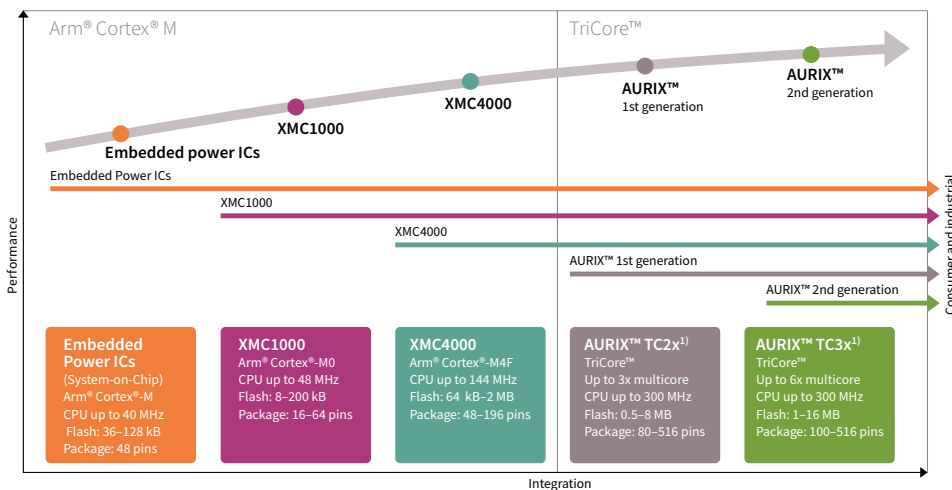 Arm® Cortex® M
TriCore™
Embedded power ICs
XMC1000
XMC4000
AURIX™
1st generation
AURIX™
2nd generation
Embedded Power ICs
XMC1000
XMC4000
AURIX™ 1st generation
AURIX™ 2nd generation
Performance
Consumer and industrial
Embedded
Power ICs
(System-on-Chip)
Arm® Cortex®-M
CPU up to 40 MHz
Flash: 36–128 kB
Package: 48 pins
XMC1000
Arm® Cortex®-M0
CPU up to 48 MHz
Flash: 8–200 kB
Package: 16–64 pins
XMC4000
Arm® Cortex®-M4F
CPU up to 144 MHz
Flash: 64 kB–2 MB
Package: 48–196 pins
AURIX™ TC2x¹⁾
TriCore™
Up to 3x multicore
CPU up to 300 MHz
Flash: 0.5–8 MB
Package: 80–516 pins
AURIX™ TC3x¹⁾
TriCore™
Up to 6x multicore
CPU up to 300 MHz
Flash: 1–16 MB
Package: 100–516 pins
Integration